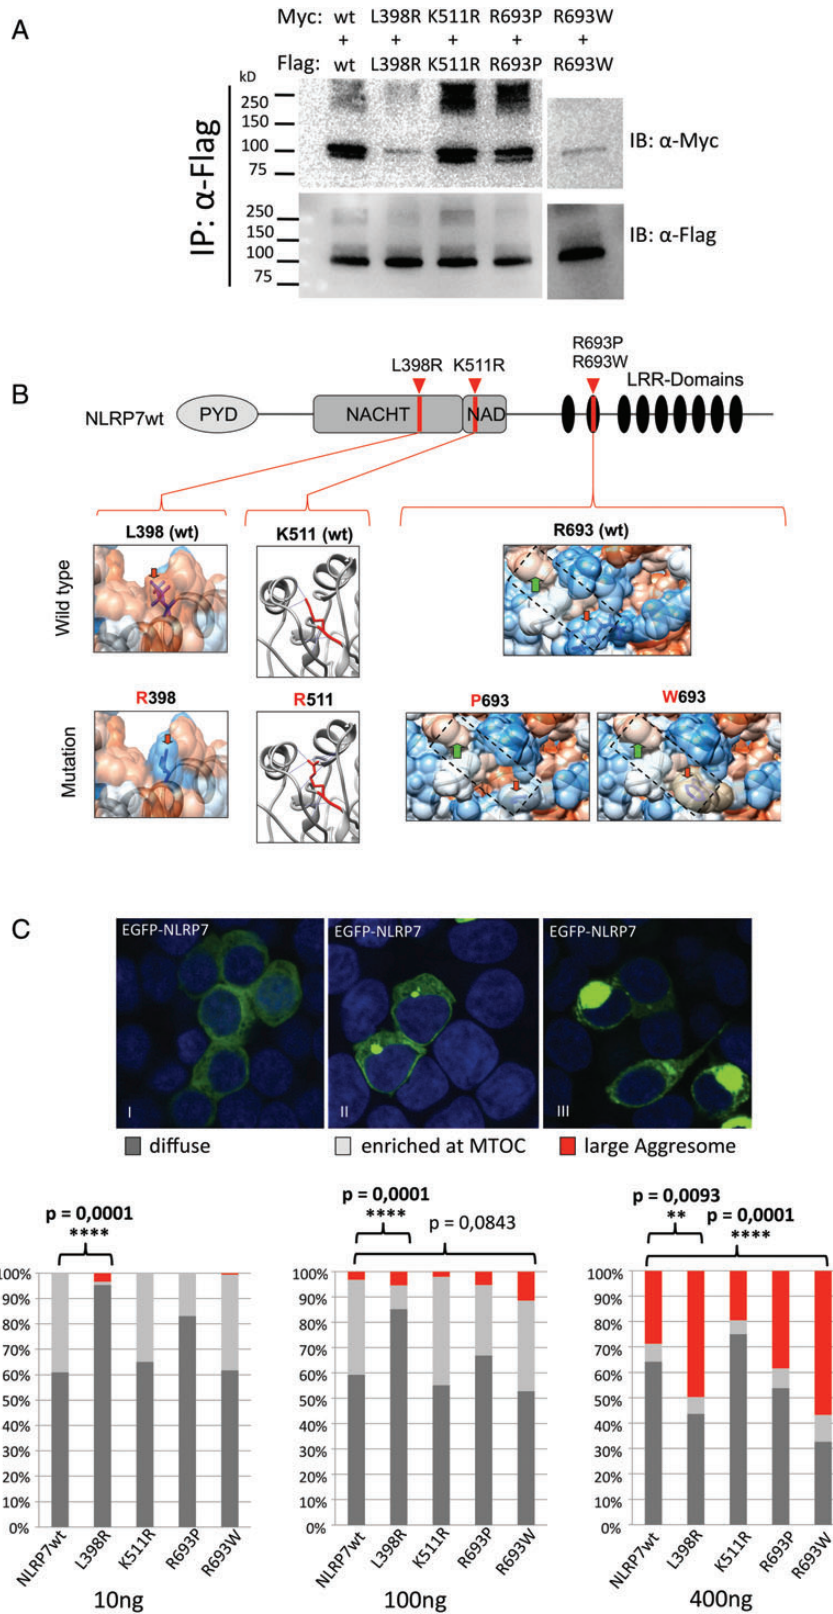 A
Myc: wt L398R K511R R693P R693W
+ + + + +
Flag: wt L398R K511R R693P R693W
kD
250
150
100
75
IB: α-Myc
IP: α-Flag
250
150
100
75
IB: α-Flag
B
R693P
L398R K511R R693W
LRR-Domains
NLRP7wt PYD NACHT NAD
L398 (wt) K511 (wt) R693 (wt)
Wild type
R398 R511 P693 W693
Mutation
C
EGFP-NLRP7 EGFP-NLRP7 EGFP-NLRP7
I II III
diffuse enriched at MTOC large Aggresome
p = 0,0001
****
100%
90%
80%
70%
60%
50%
40%
30%
20%
10%
0%
NLRP7wt L398R K511R R693P R693W
10ng
p = 0,0001
****
p = 0,0843
100%
90%
80%
70%
60%
50%
40%
30%
20%
10%
0%
NLRP7wt L398R K511R R693P R693W
100ng
p = 0,0093
**
p = 0,0001
****
100%
90%
80%
70%
60%
50%
40%
30%
20%
10%
0%
NLRP7wt L398R K511R R693P R693W
400ng